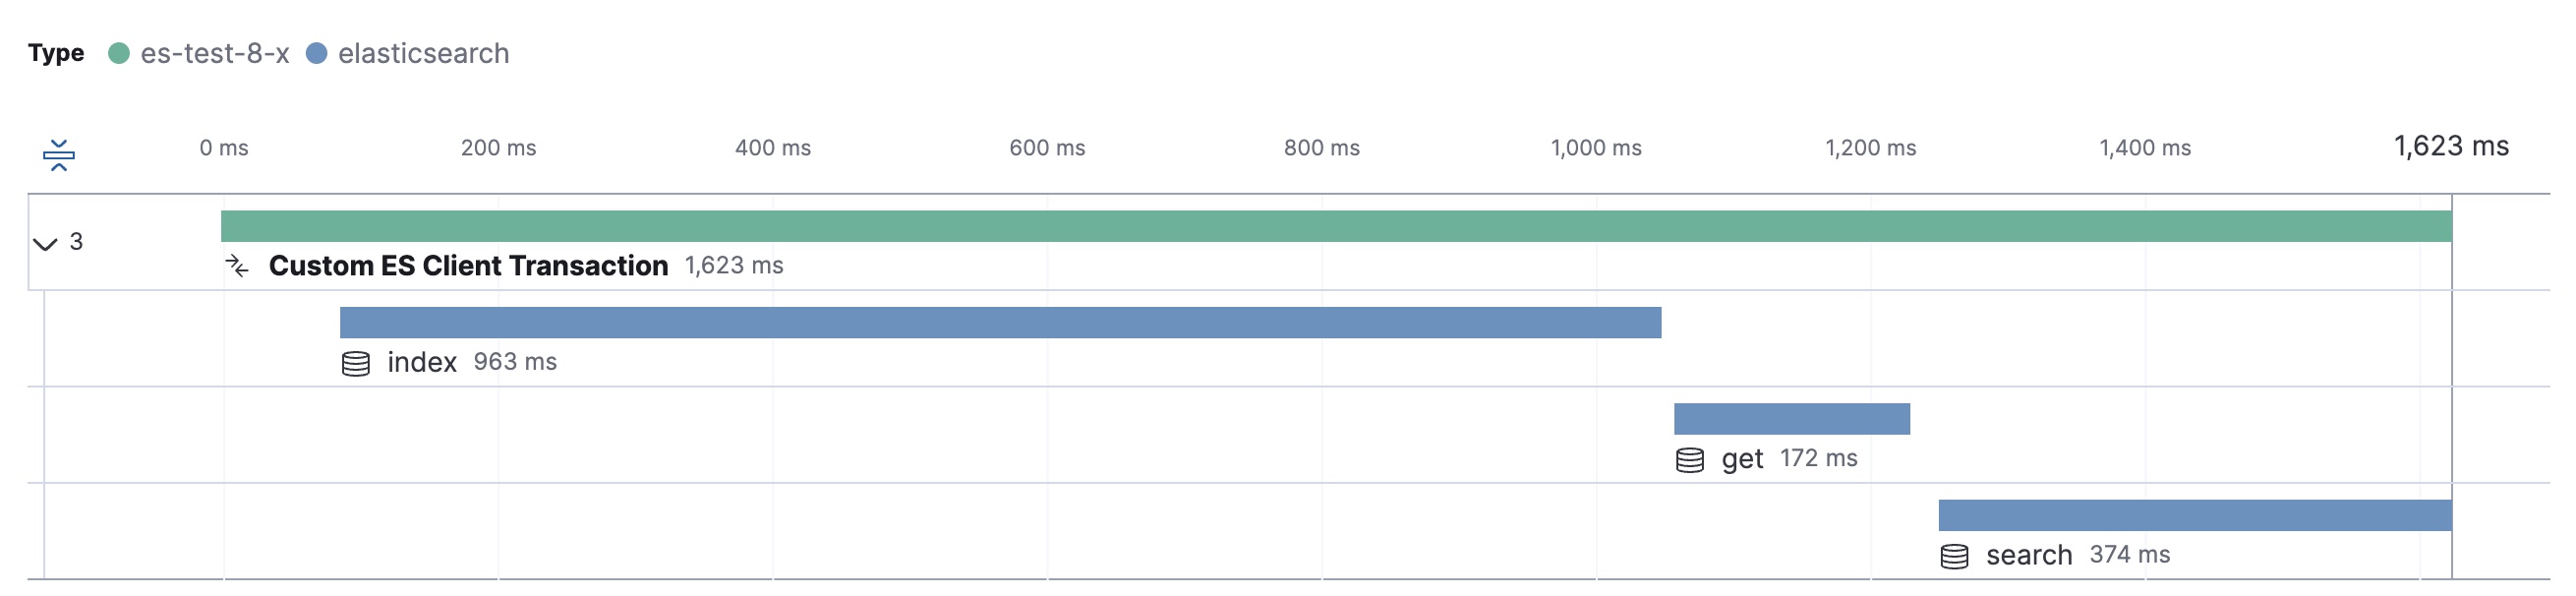 Type es-test-8-x elasticsearch
0 ms 200 ms 400 ms 600 ms 800 ms 1,000 ms 1,200 ms 1,400 ms 1,623 ms
3
Custom ES Client Transaction 1,623 ms
index 963 ms
get 172 ms
search 374 ms